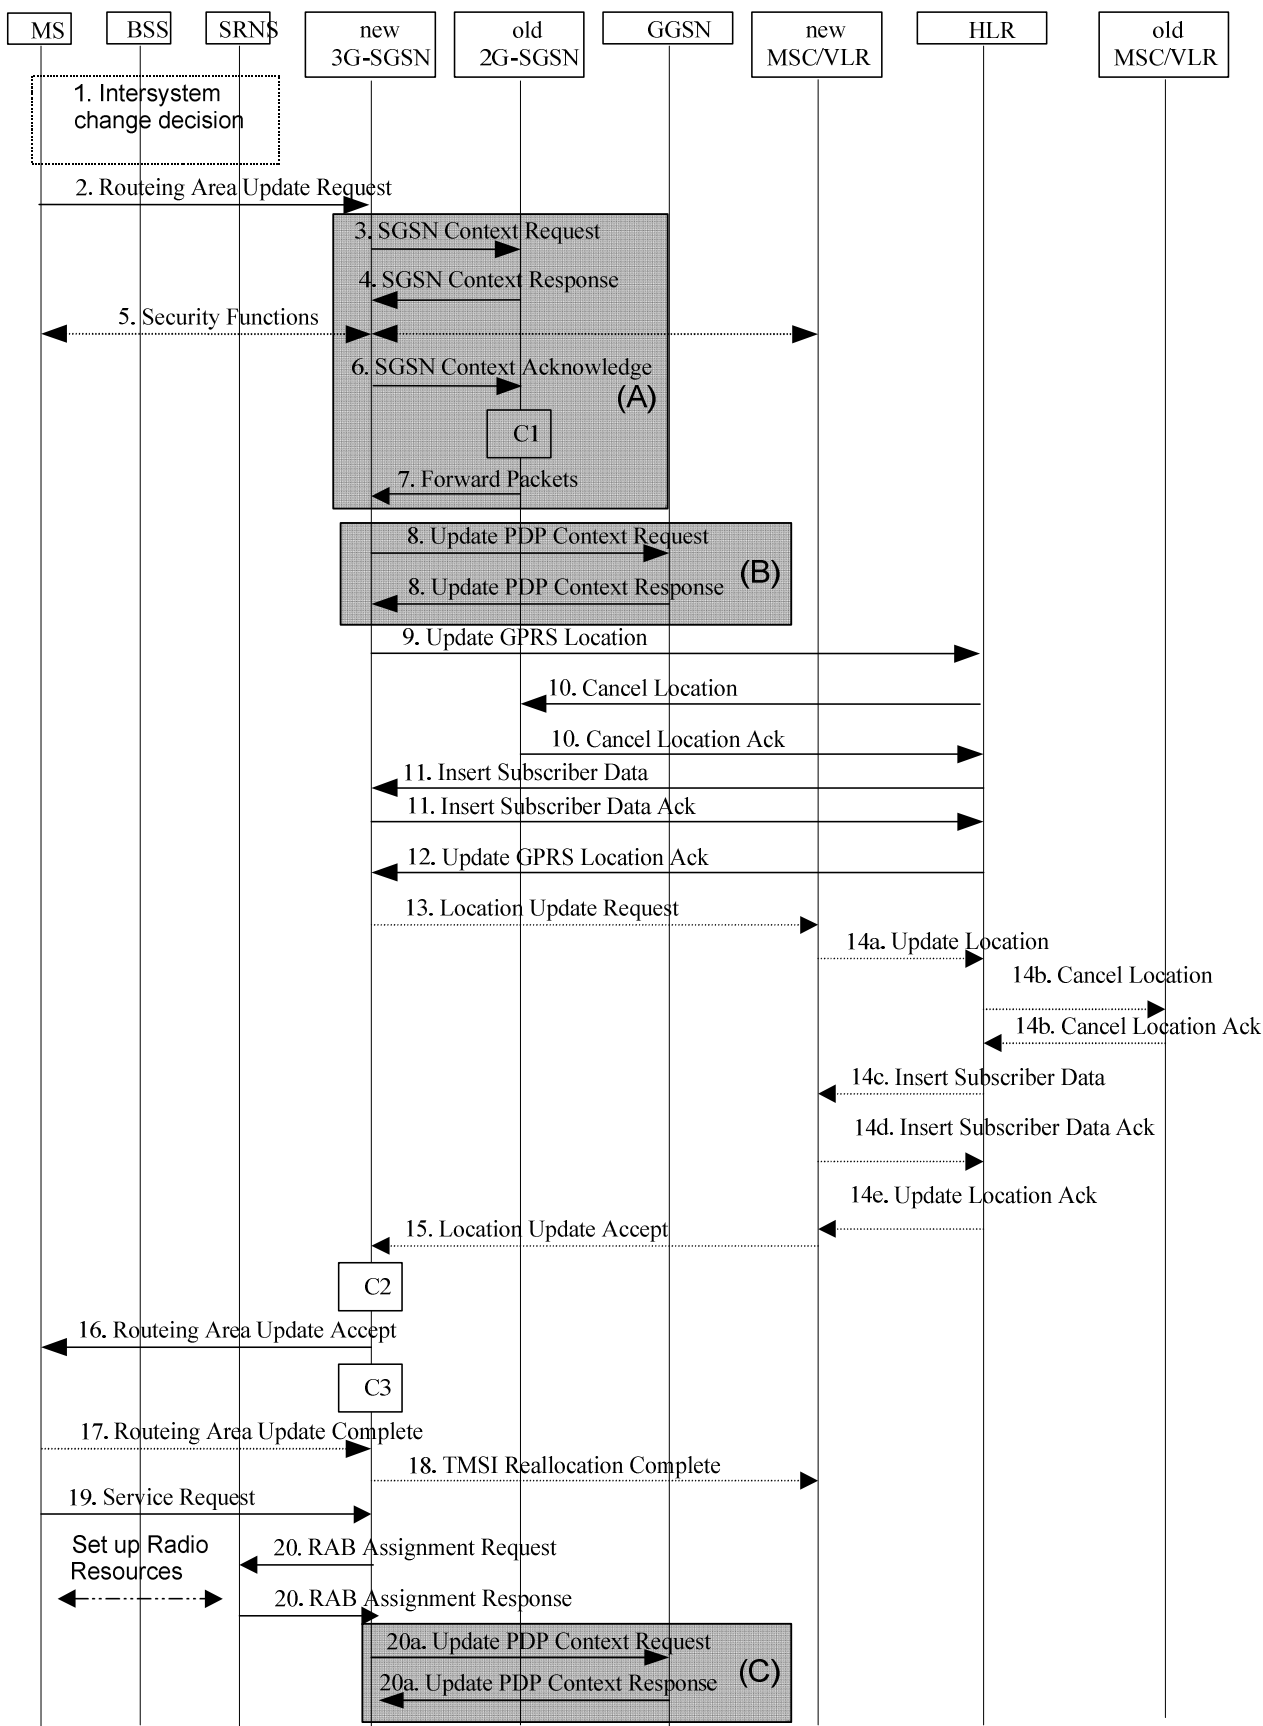 MS
BSS
SRNS
new
3G-SGSN
old
2G-SGSN
GGSN
new
MSC/VLR
HLR
old
MSC/VLR
1. Intersystem
change decision
2. Routeing Area Update Request
3. SGSN Context Request
4. SGSN Context Response
5. Security Functions
6. SGSN Context Acknowledge
(A)
C1
7. Forward Packets
8. Update PDP Context Request
(B)
8. Update PDP Context Response
9. Update GPRS Location
10. Cancel Location
10. Cancel Location Ack
11. Insert Subscriber Data
11. Insert Subscriber Data Ack
12. Update GPRS Location Ack
13. Location Update Request
14a. Update Location
14b. Cancel Location
14b. Cancel Location Ack
14c. Insert Subscriber Data
14d. Insert Subscriber Data Ack
14e. Update Location Ack
15. Location Update Accept
C2
16. Routeing Area Update Accept
C3
17. Routeing Area Update Complete
18. TMSI Reallocation Complete
19. Service Request
Set up Radio
Resources
20. RAB Assignment Request
20. RAB Assignment Response
20a. Update PDP Context Request
(C)
20a. Update PDP Context Response